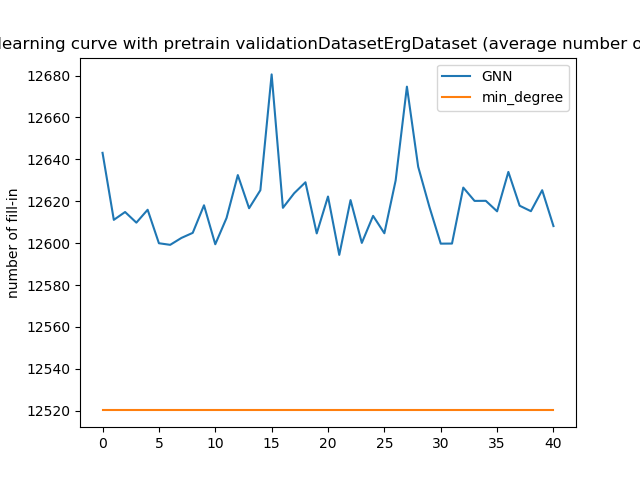 learning curve with pretrain validationDatasetErgDataset (average number o
GNN
min_degree
number of fill-in
12680
12660
12640
12620
12600
12580
12560
12540
12520
0 5 10 15 20 25 30 35 40